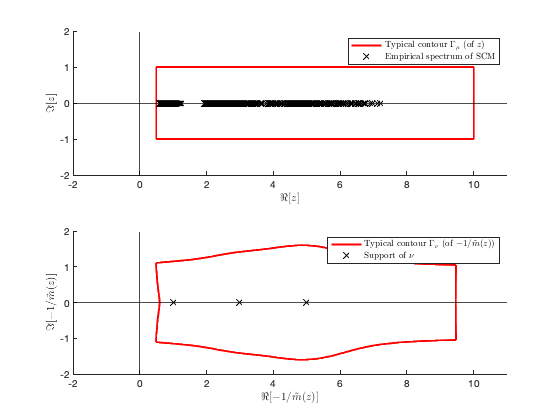 2
1
0
-1
-2
ℑ[z]
Typical contour Γμ (of z)
Empirical spectrum of SCM
-2 0 2 4 6 8 10
ℜ[z]
2
1
0
-1
-2
ℑ[−1/m̃(z)]
Typical contour Γν (of −1/m̃(z))
Support of ν
-2 0 2 4 6 8 10
ℜ[−1/m̃(z)]